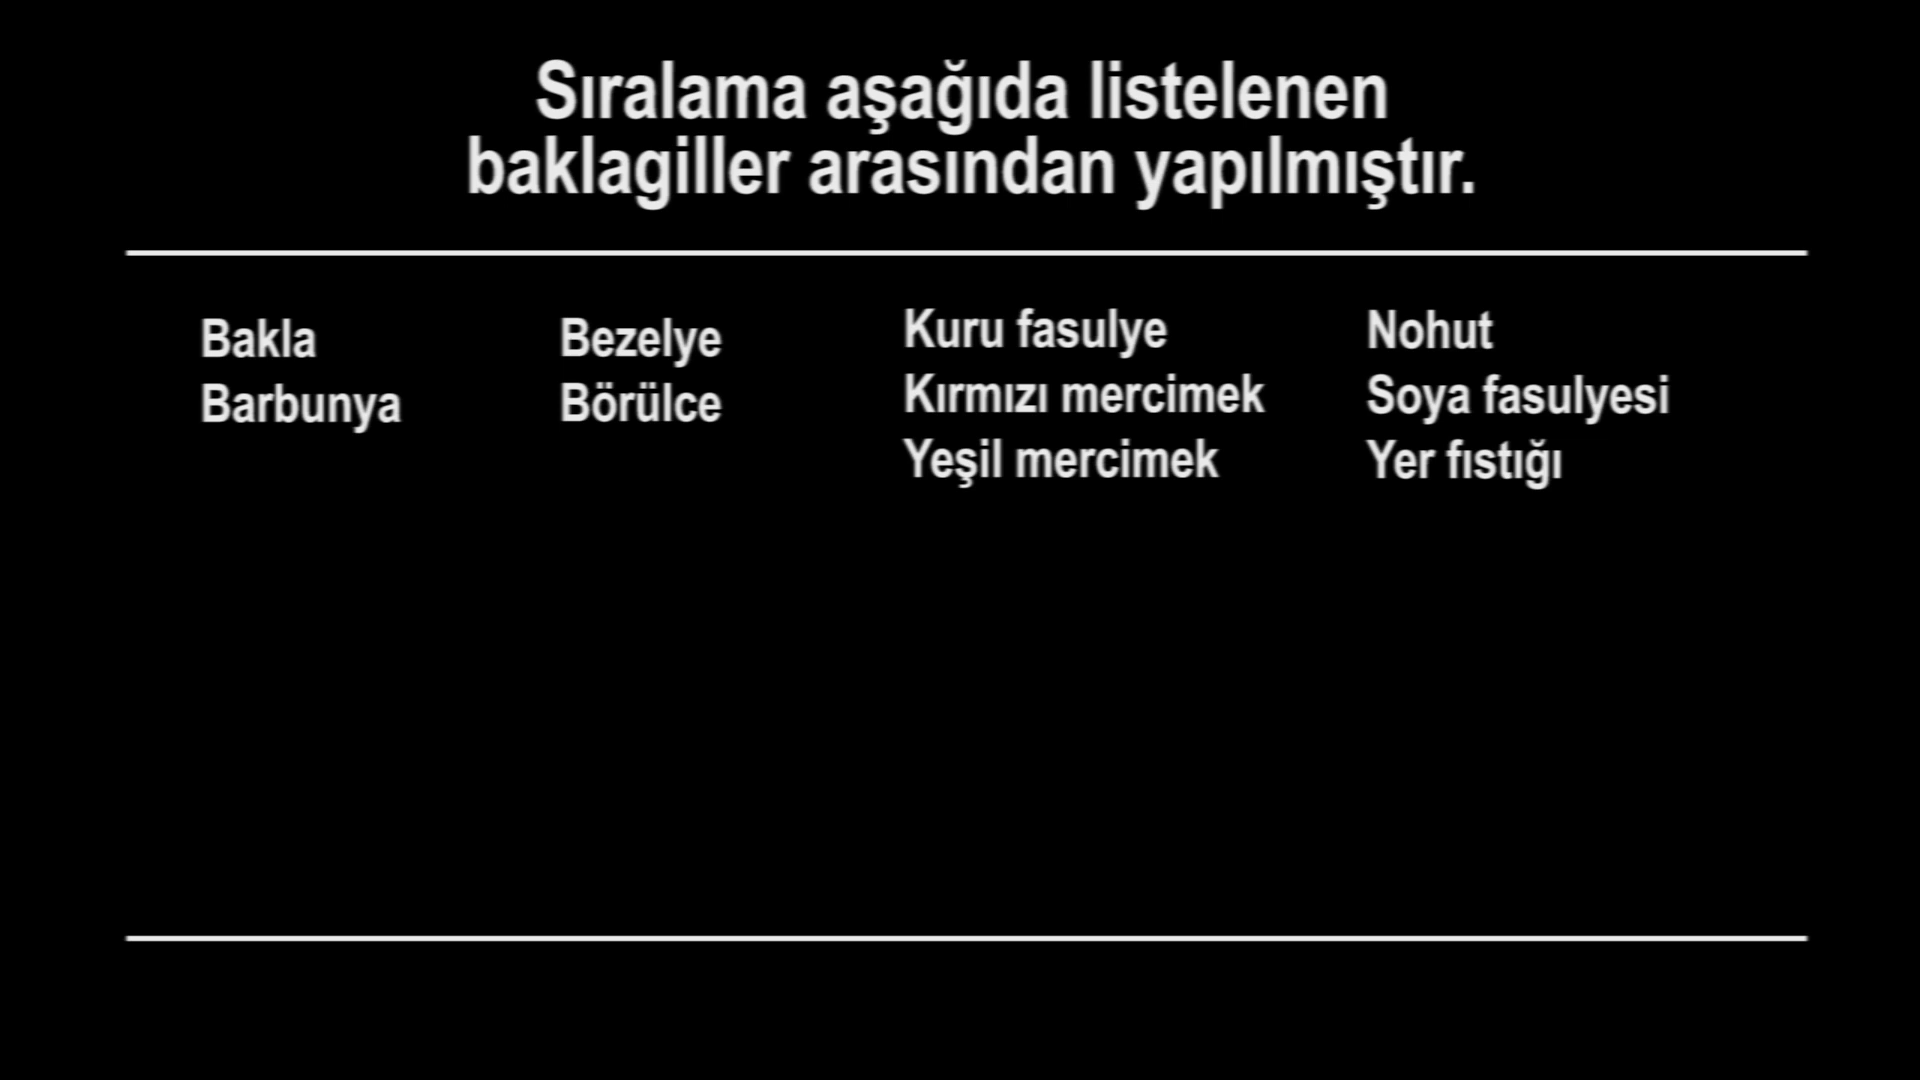 Sıralama aşağıda listelenen
baklagiller arasından yapılmıştır.
Bakla
Barbunya
Bezelye
Börülce
Kuru fasulye
Kırmızı mercimek
Yeşil mercimek
Nohut
Soya fasulyesi
Yer fıstığı